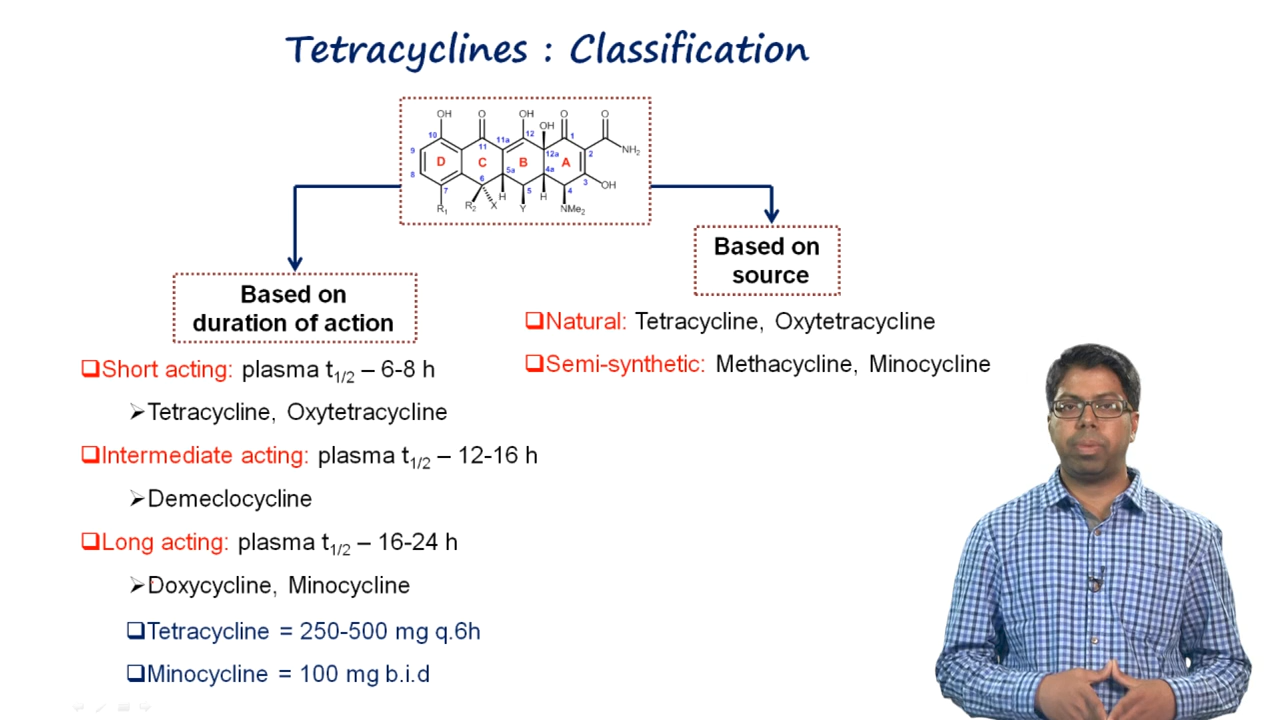 Tetracyclines : Classification
OH O OH OH O O
10 11 11a 12 12a 1 2 NH2
9 D C B A
8 7 6 5a 5 4a 4 3 OH
R1 R2 X H Y H NMe2
Based on
source
Based on
duration of action
❑Natural: Tetracycline, Oxytetracycline
❑Semi-synthetic: Methacycline, Minocycline
❑Short acting: plasma t1/2 – 6-8 h
➢Tetracycline, Oxytetracycline
❑Intermediate acting: plasma t1/2 – 12-16 h
➢Demeclocycline
❑Long acting: plasma t1/2 – 16-24 h
➢Doxycycline, Minocycline
❑Tetracycline = 250-500 mg q.6h
❑Minocycline = 100 mg b.i.d